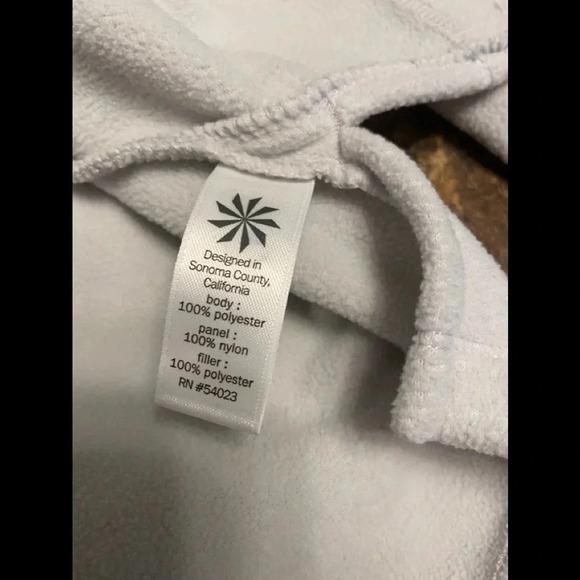 Designed in
Sonoma County,
California
body :
100% polyester
panel :
100% nylon
filler :
100% polyester
RN #54023